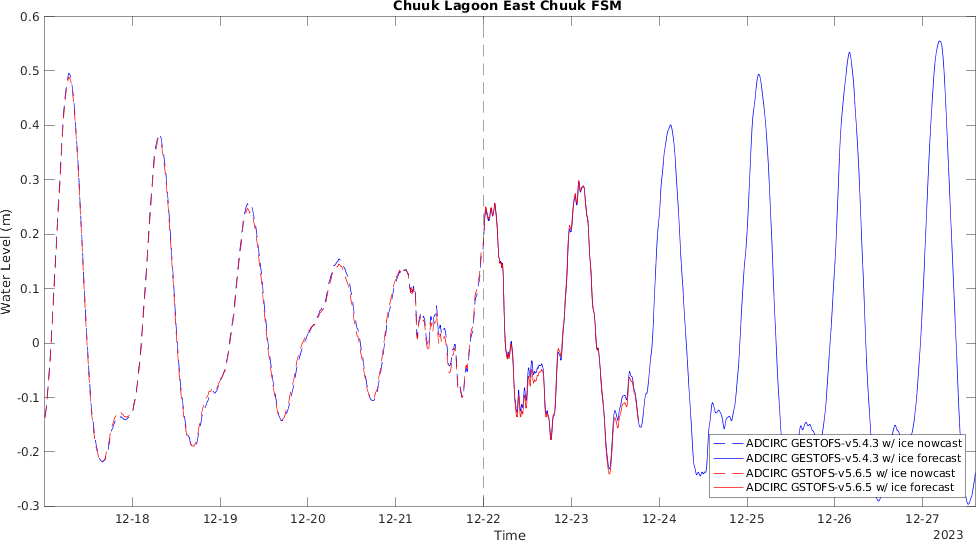 Chuuk Lagoon East Chuuk FSM
0.6
0.5
0.4
0.3
0.2
0.1
0
-0.1
-0.2
-0.3
Water Level (m)
ADCIRC GESTOFS-v5.4.3 w/ ice nowcast
ADCIRC GESTOFS-v5.4.3 w/ ice forecast
ADCIRC GSTOFS-v5.6.5 w/ ice nowcast
ADCIRC GSTOFS-v5.6.5 w/ ice forecast
12-18 12-19 12-20 12-21 12-22 12-23 12-24 12-25 12-26 12-27
Time
2023